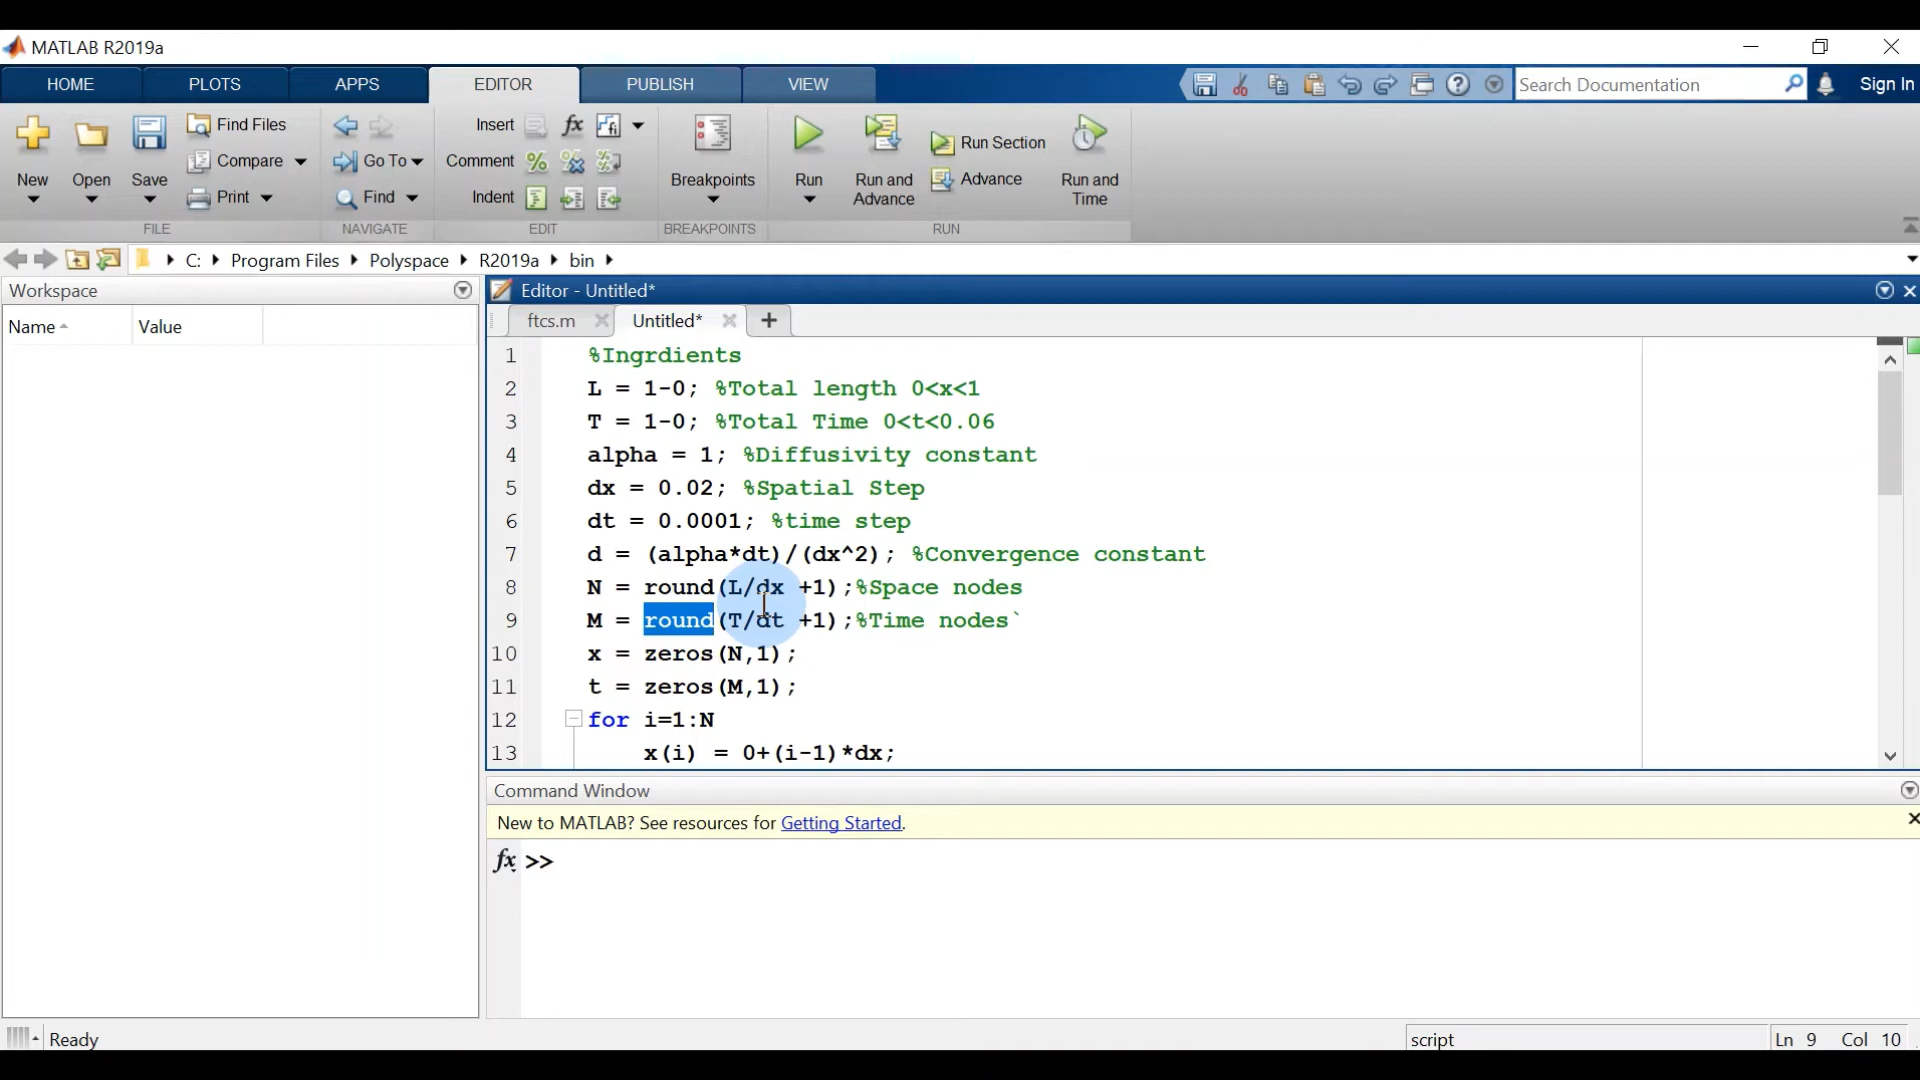 MATLAB R2019a
HOME PLOTS APPS EDITOR PUBLISH VIEW Search Documentation Sign In
New Open Save Find Files Compare Print
Go To Find
Insert fx Comment Indent
Breakpoints
Run Run and Advance Run Section Advance Run and Time
FILE NAVIGATE EDIT BREAKPOINTS RUN
C: Program Files Polyspace R2019a bin
Workspace
Name Value
Editor - Untitled*
ftcs.m Untitled* +
1 %Ingrdients
2 L = 1-0; %Total length 0<x<1
3 T = 1-0; %Total Time 0<t<0.06
4 alpha = 1; %Diffusivity constant
5 dx = 0.02; %Spatial Step
6 dt = 0.0001; %time step
7 d = (alpha*dt)/(dx^2); %Convergence constant
8 N = round(L/dx +1);%Space nodes
9 M = round(T/dt +1);%Time nodes`
10 x = zeros(N,1);
11 t = zeros(M,1);
12 for i=1:N
13 x(i) = 0+(i-1)*dx;
Command Window
New to MATLAB? See resources for Getting Started.
fx >>
Ready script Ln 9 Col 10